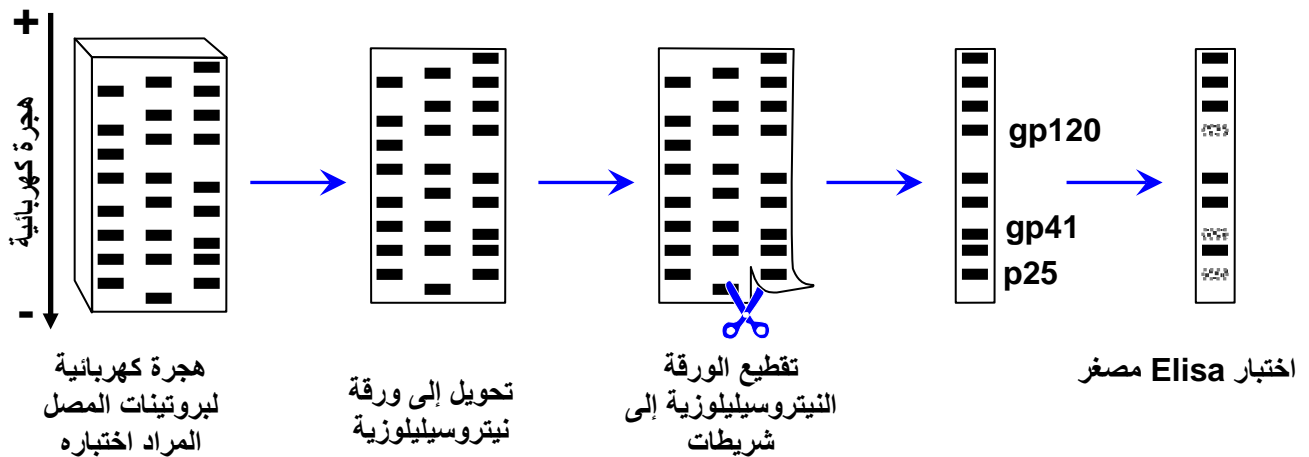 +
هجرة كهربائية
-
gp120
gp41
p25
هجرة كهربائية
لبروتينات المصل
المراد اختباره
تحويل إلى ورقة
نيتروسيليلوزية
تقطيع الورقة
النيتروسيليلوزية إلى
شريطات
اختبار Elisa مصغر